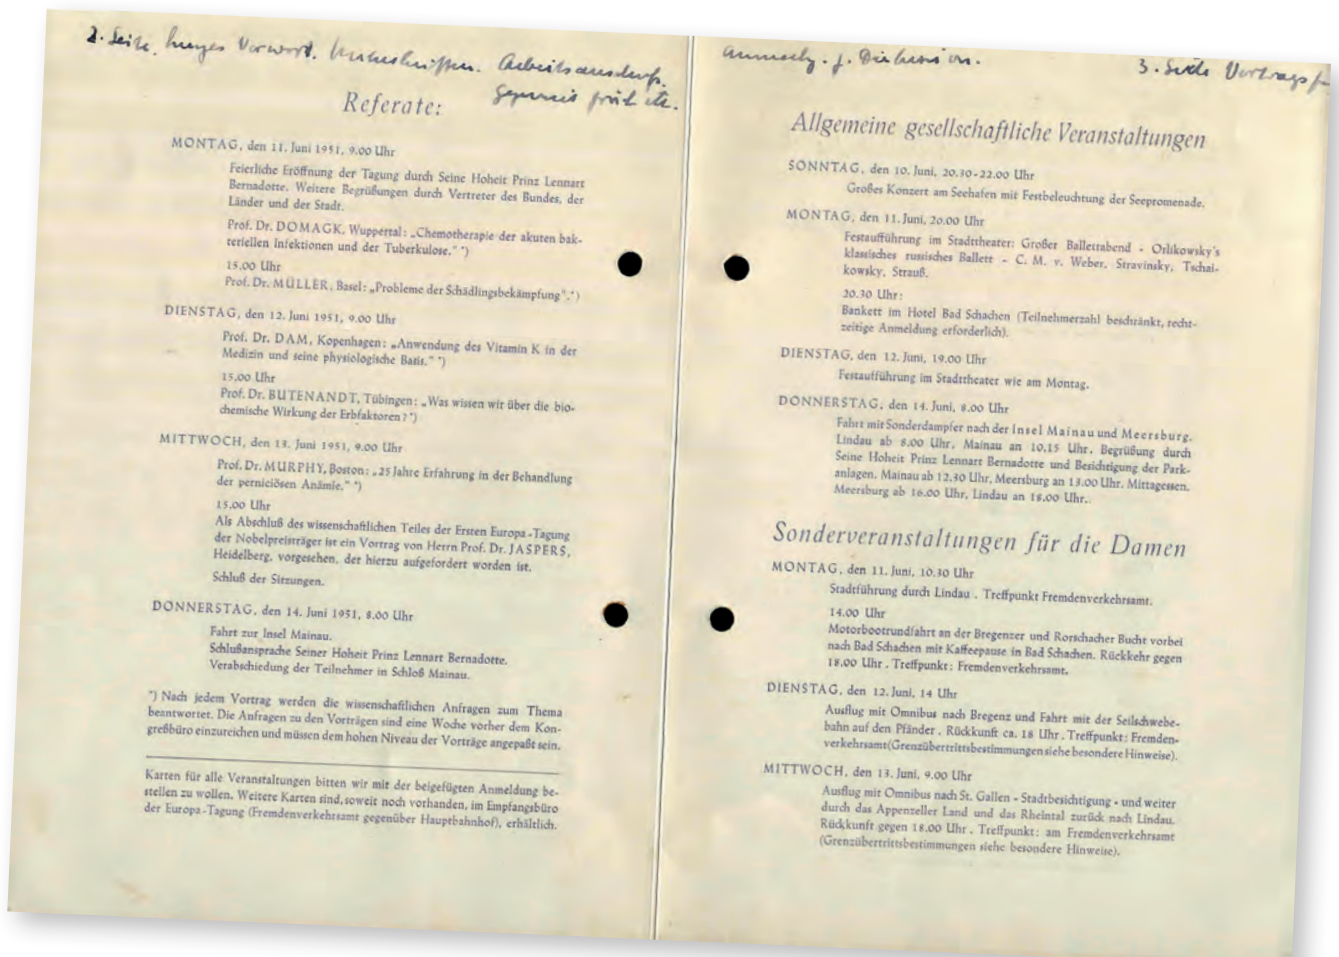 2. Seite. kurzes Vorwort.
Referate:
MONTAG, den 11. Juni 1951, 9.00 Uhr
Feierliche Eröffnung der Tagung durch Seine Hoheit Prinz Lennart
Bernadotte. Weitere Begrüßungen durch Vertreter des Bundes, der
Länder und der Stadt.
Prof. Dr. DOMAGK, Wuppertal: „Chemotherapie der akuten bak-
teriellen Infektionen und der Tuberkulose." *)
15.00 Uhr
Prof. Dr. MÜLLER, Basel: „Probleme der Schädlingsbekämpfung".*)
DIENSTAG, den 12. Juni 1951, 9.00 Uhr
Prof. Dr. DAM, Kopenhagen: „Anwendung des Vitamin K in der
Medizin und seine physiologische Basis." *)
15.00 Uhr
Prof. Dr. BUTENANDT, Tübingen: „Was wissen wir über die bio-
chemische Wirkung der Erbfaktoren? *)
MITTWOCH, den 13. Juni 1951, 9.00 Uhr
Prof. Dr. MURPHY, Boston: „25 Jahre Erfahrung in der Behandlung
der perniciösen Anämie." *)
15.00 Uhr
Als Abschluß des wissenschaftlichen Teiles der Ersten Europa-Tagung
der Nobelpreisträger ist ein Vortrag von Herrn Prof. Dr. JASPERS,
Heidelberg, vorgesehen, der hierzu aufgefordert worden ist.
Schluß der Sitzungen.
DONNERSTAG, den 14. Juni 1951, 8.00 Uhr
Fahrt zur Insel Mainau.
Schlußansprache Seiner Hoheit Prinz Lennart Bernadotte.
Verabschiedung der Teilnehmer in Schloß Mainau.
*) Nach jedem Vortrag werden die wissenschaftlichen Anfragen zum Thema
beantwortet. Die Anfragen zu den Vorträgen sind eine Woche vorher dem Kon-
greßbüro einzureichen und müssen dem hohen Niveau der Vorträge angepaßt sein.
Karten für alle Veranstaltungen bitten wir mit der beigefügten Anmeldung be-
stellen zu wollen. Weitere Karten sind, soweit noch vorhanden, im Empfangsbüro
der Europa-Tagung (Fremdenverkehrsamt gegenüber Hauptbahnhof), erhältlich.
Diskussion. 3. Seite
Allgemeine gesellschaftliche Veranstaltungen
SONNTAG, den 10. Juni, 20.30-22.00 Uhr
Großes Konzert am Seehafen mit Festbeleuchtung der Seepromenade.
MONTAG, den 11. Juni, 20.00 Uhr
Festaufführung im Stadttheater: Großer Ballettabend - Orlikowsky's
klassisches russisches Ballett - C. M. v. Weber, Stravinsky, Tschai-
kowsky, Strauß.
20.30 Uhr:
Bankett im Hotel Bad Schachen (Teilnehmerzahl beschränkt, recht-
zeitige Anmeldung erforderlich).
DIENSTAG, den 12. Juni, 19.00 Uhr
Festaufführung im Stadttheater wie am Montag.
DONNERSTAG, den 14. Juni, 8.00 Uhr
Fahrt mit Sonderdampfer nach der Insel Mainau und Meersburg.
Lindau ab 8.00 Uhr, Mainau an 10.15 Uhr. Begrüßung durch
Seine Hoheit Prinz Lennart Bernadotte und Besichtigung der Park-
anlagen. Mainau ab 12.30 Uhr, Meersburg an 13.00 Uhr. Mittagessen.
Meersburg ab 16.00 Uhr, Lindau an 18.00 Uhr.
Sonderveranstaltungen für die Damen
MONTAG, den 11. Juni, 10.30 Uhr
Stadtführung durch Lindau . Treffpunkt Fremdenverkehrsamt.
14.00 Uhr
Motorbootrundfahrt an der Bregenzer und Rorschacher Bucht vorbei
nach Bad Schachen mit Kaffeepause in Bad Schachen. Rückkehr gegen
18.00 Uhr . Treffpunkt: Fremdenverkehrsamt.
DIENSTAG, den 12. Juni, 14 Uhr
Ausflug mit Omnibus nach Bregenz und Fahrt mit der Seilschwebe-
bahn auf den Pfänder . Rückkunft ca. 18 Uhr . Treffpunkt: Fremden-
verkehrsamt (Grenzübertrittsbestimmungen siehe besondere Hinweise).
MITTWOCH, den 13. Juni, 9.00 Uhr
Ausflug mit Omnibus nach St. Gallen - Stadtbesichtigung - und weiter
durch das Appenzeller Land und das Rheintal zurück nach Lindau.
Rückkunft gegen 18.00 Uhr . Treffpunkt: am Fremdenverkehrsamt
(Grenzübertrittsbestimmungen siehe besondere Hinweise).